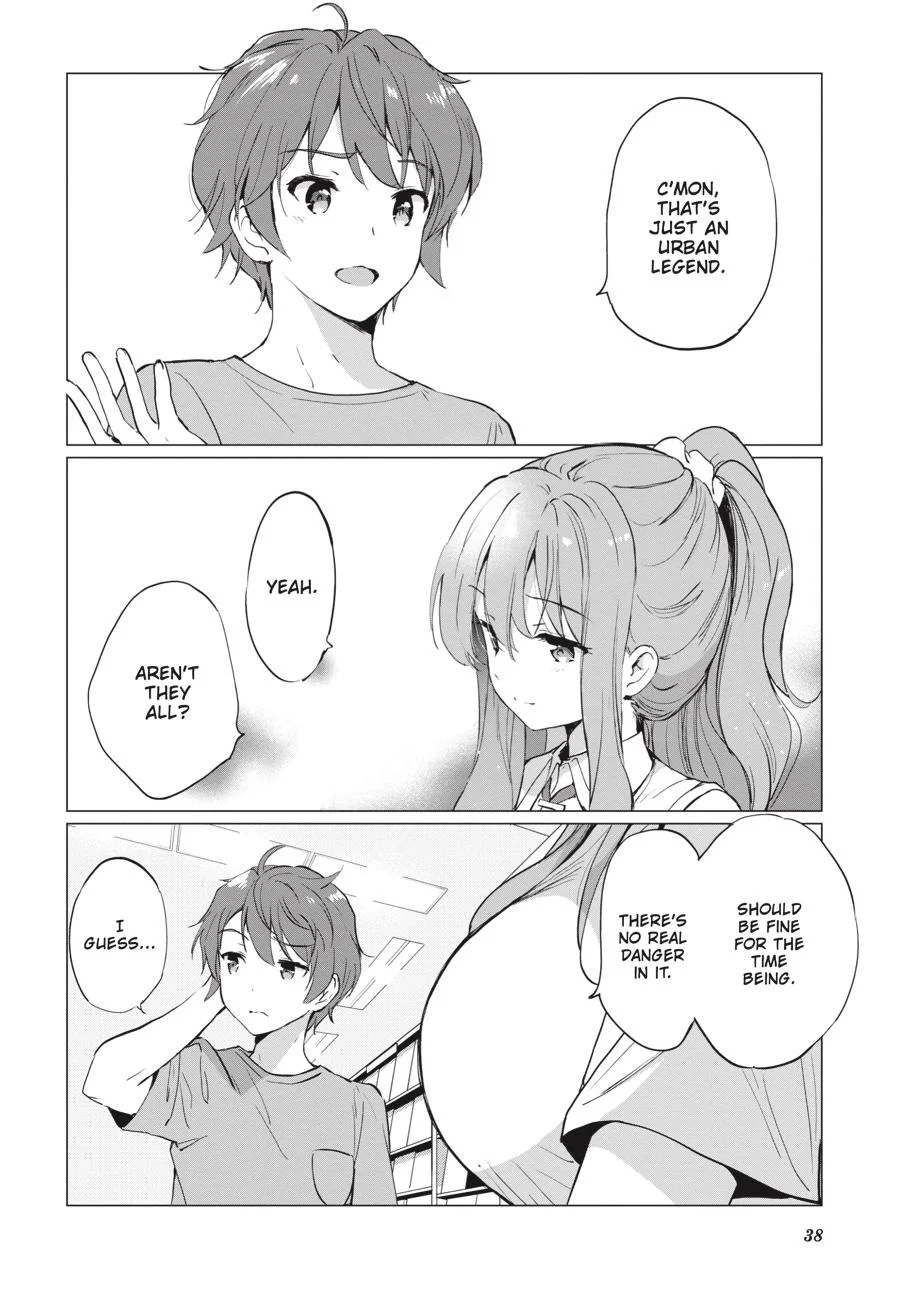 C'MON,
THAT'S
JUST AN
URBAN
LEGEND.
YEAH.
AREN'T
THEY
ALL?
SHOULD
BE FINE
FOR THE
TIME
BEING.
THERE'S
NO REAL
DANGER
IN IT.
I
GUESS...
38